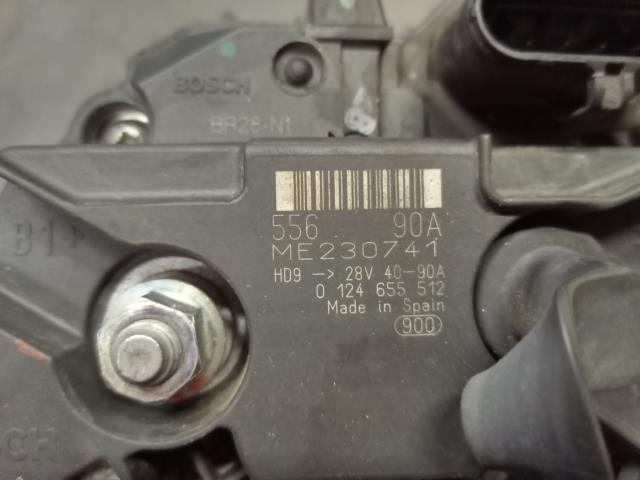 BOSCH
BR28-N1
556 90A
B1+
ME230741
HD9 -> 28V 40-90A
0 124 655 512
Made in Spain
900
SCH